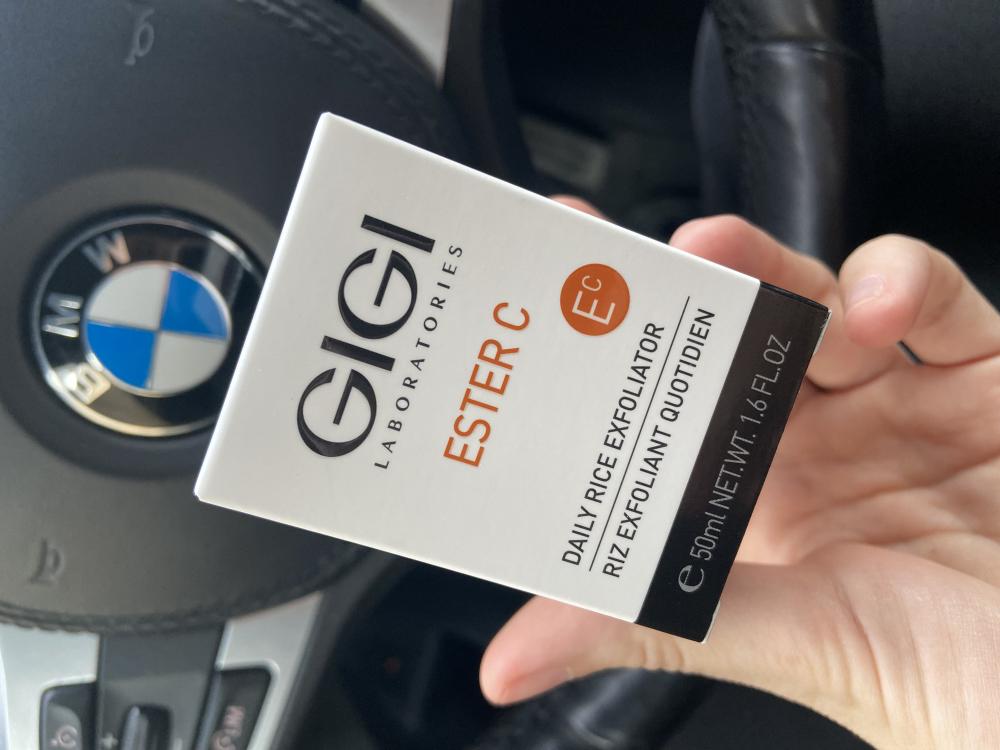 GIGI
LABORATORIES
ESTER C
EC
DAILY RICE EXFOLIATOR
RIZ EXFOLIANT QUOTIDIEN
e 50ml NET.WT. 1.6 FL.OZ
BMW